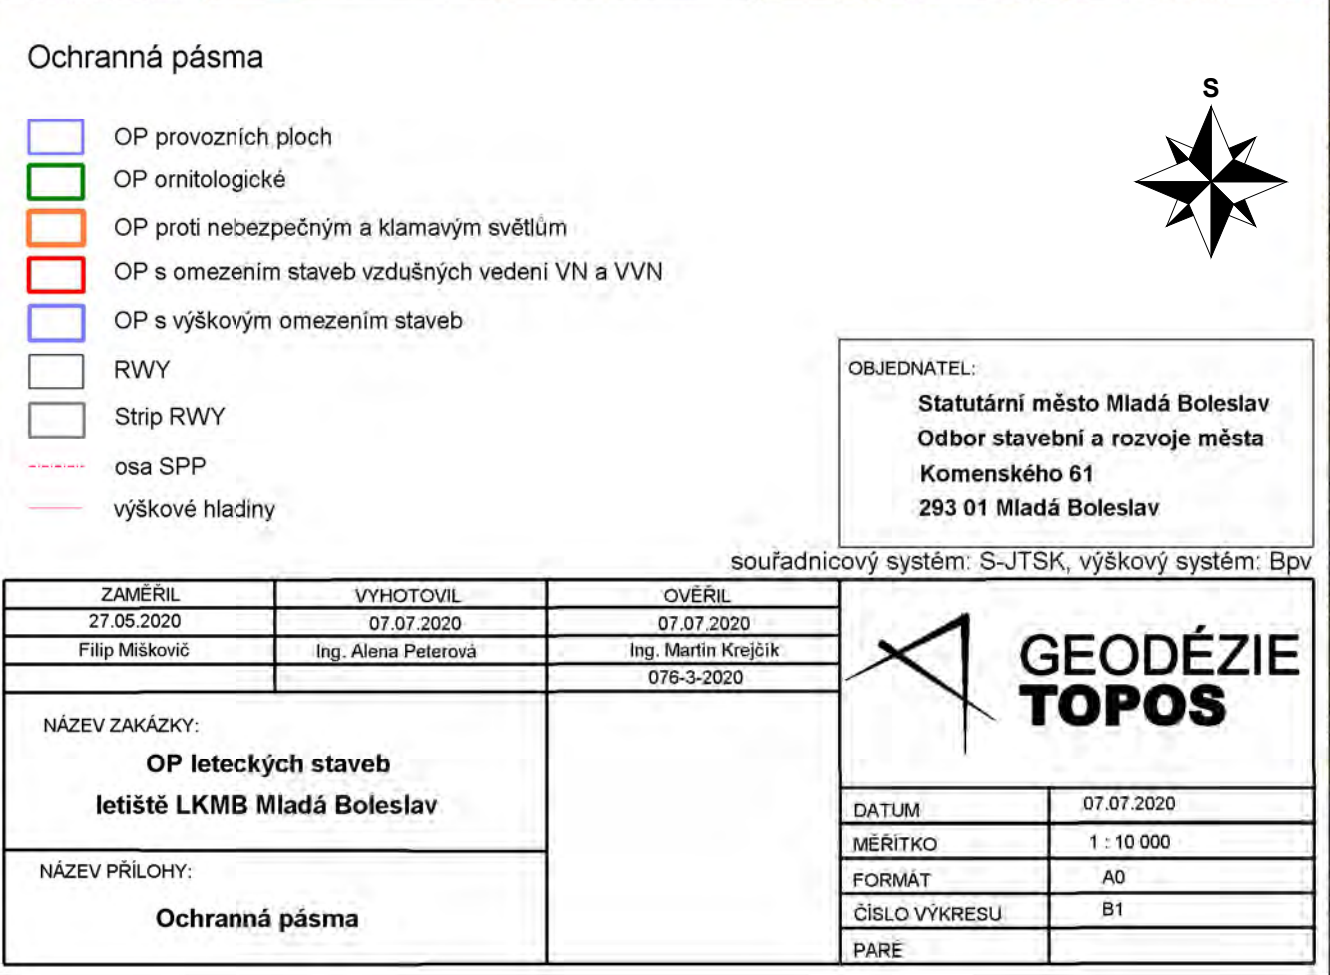 Ochranná pásma
S
OP provozních ploch
OP ornitologické
OP proti nebezpečným a klamavým světlům
OP s omezením staveb vzdušných vedení VN a VVN
OP s výškovým omezením staveb
RWY
Strip RWY
osa SPP
výškové hladiny
OBJEDNATEL:
Statutární město Mladá Boleslav
Odbor stavební a rozvoje města
Komenského 61
293 01 Mladá Boleslav
souřadnicový systém: S-JTSK, výškový systém: Bpv
ZAMĚŘIL VYHOTOVIL OVĚŘIL
27.05.2020 07.07.2020 07.07.2020
Filip Miškovič Ing. Alena Peterová Ing. Martin Krejčík
076-3-2020
GEODÉZIE
TOPOS
NÁZEV ZAKÁZKY:
OP leteckých staveb
letiště LKMB Mladá Boleslav
NÁZEV PŘÍLOHY:
Ochranná pásma
DATUM 07.07.2020
MĚŘÍTKO 1 : 10 000
FORMÁT A0
ČÍSLO VÝKRESU B1
PARÉ